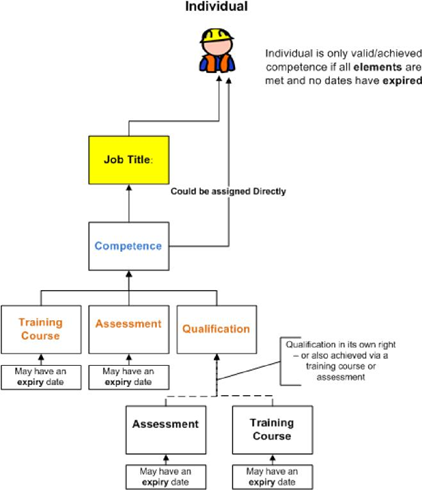 Individual
Individual is only valid/achieved
competence if all elements are
met and no dates have expired
Job Title:
Could be assigned Directly
Competence
Training
Course
Assessment
Qualification
May have an
expiry date
May have an
expiry date
Qualification in its own right
– or also achieved via a
training course or
assessment
Assessment
Training
Course
May have an
expiry date
May have an
expiry date